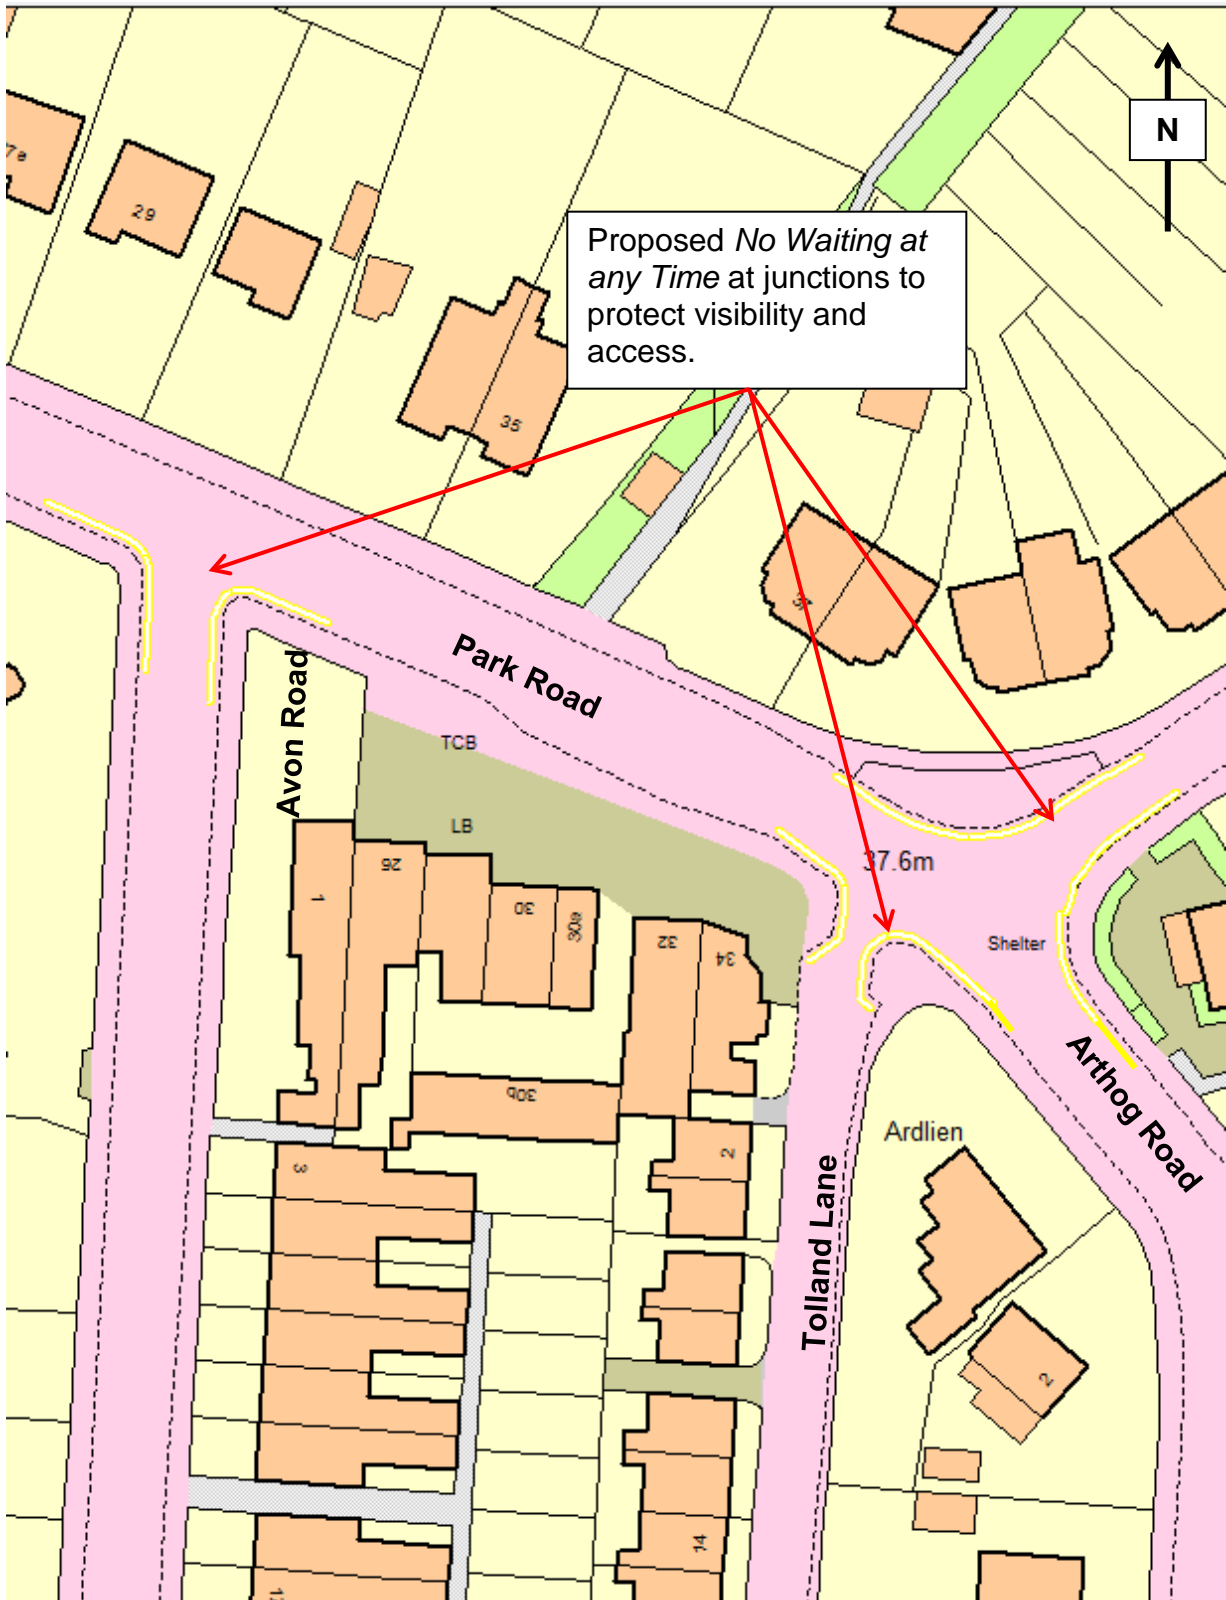 N
7a
29
Proposed No Waiting at
any Time at junctions to
protect visibility and
access.
35
Park Road
Avon Road
TCB
LB
37.6m
1
26
30
30a
32
34
Shelter
30b
Arthog Road
Ardlien
3
2
Tolland Lane
2
14